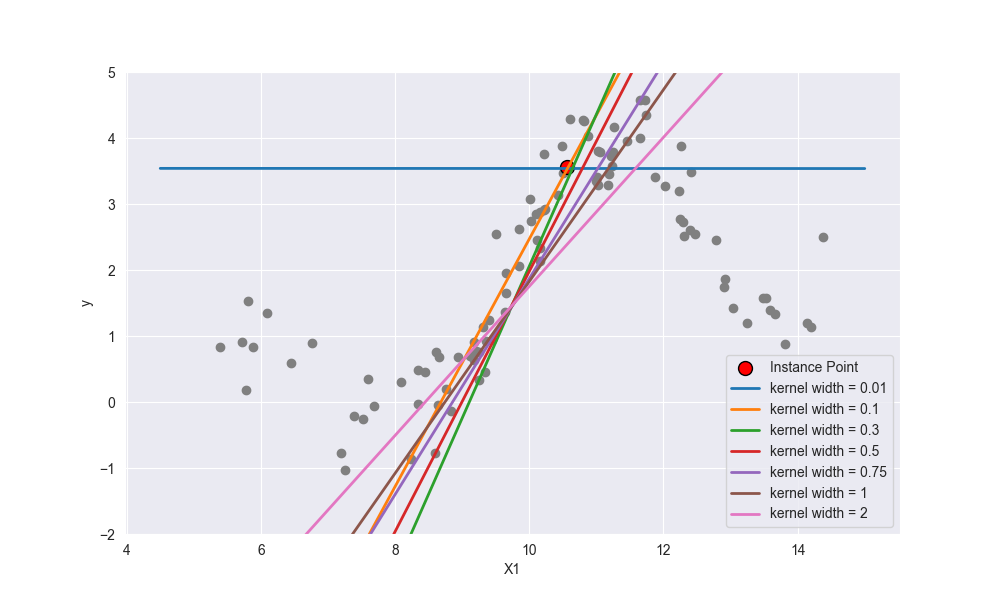 5
4
3
2
1
0
−1
−2
y
4
6
8
10
12
14
X1
Instance Point
kernel width = 0.01
kernel width = 0.1
kernel width = 0.3
kernel width = 0.5
kernel width = 0.75
kernel width = 1
kernel width = 2